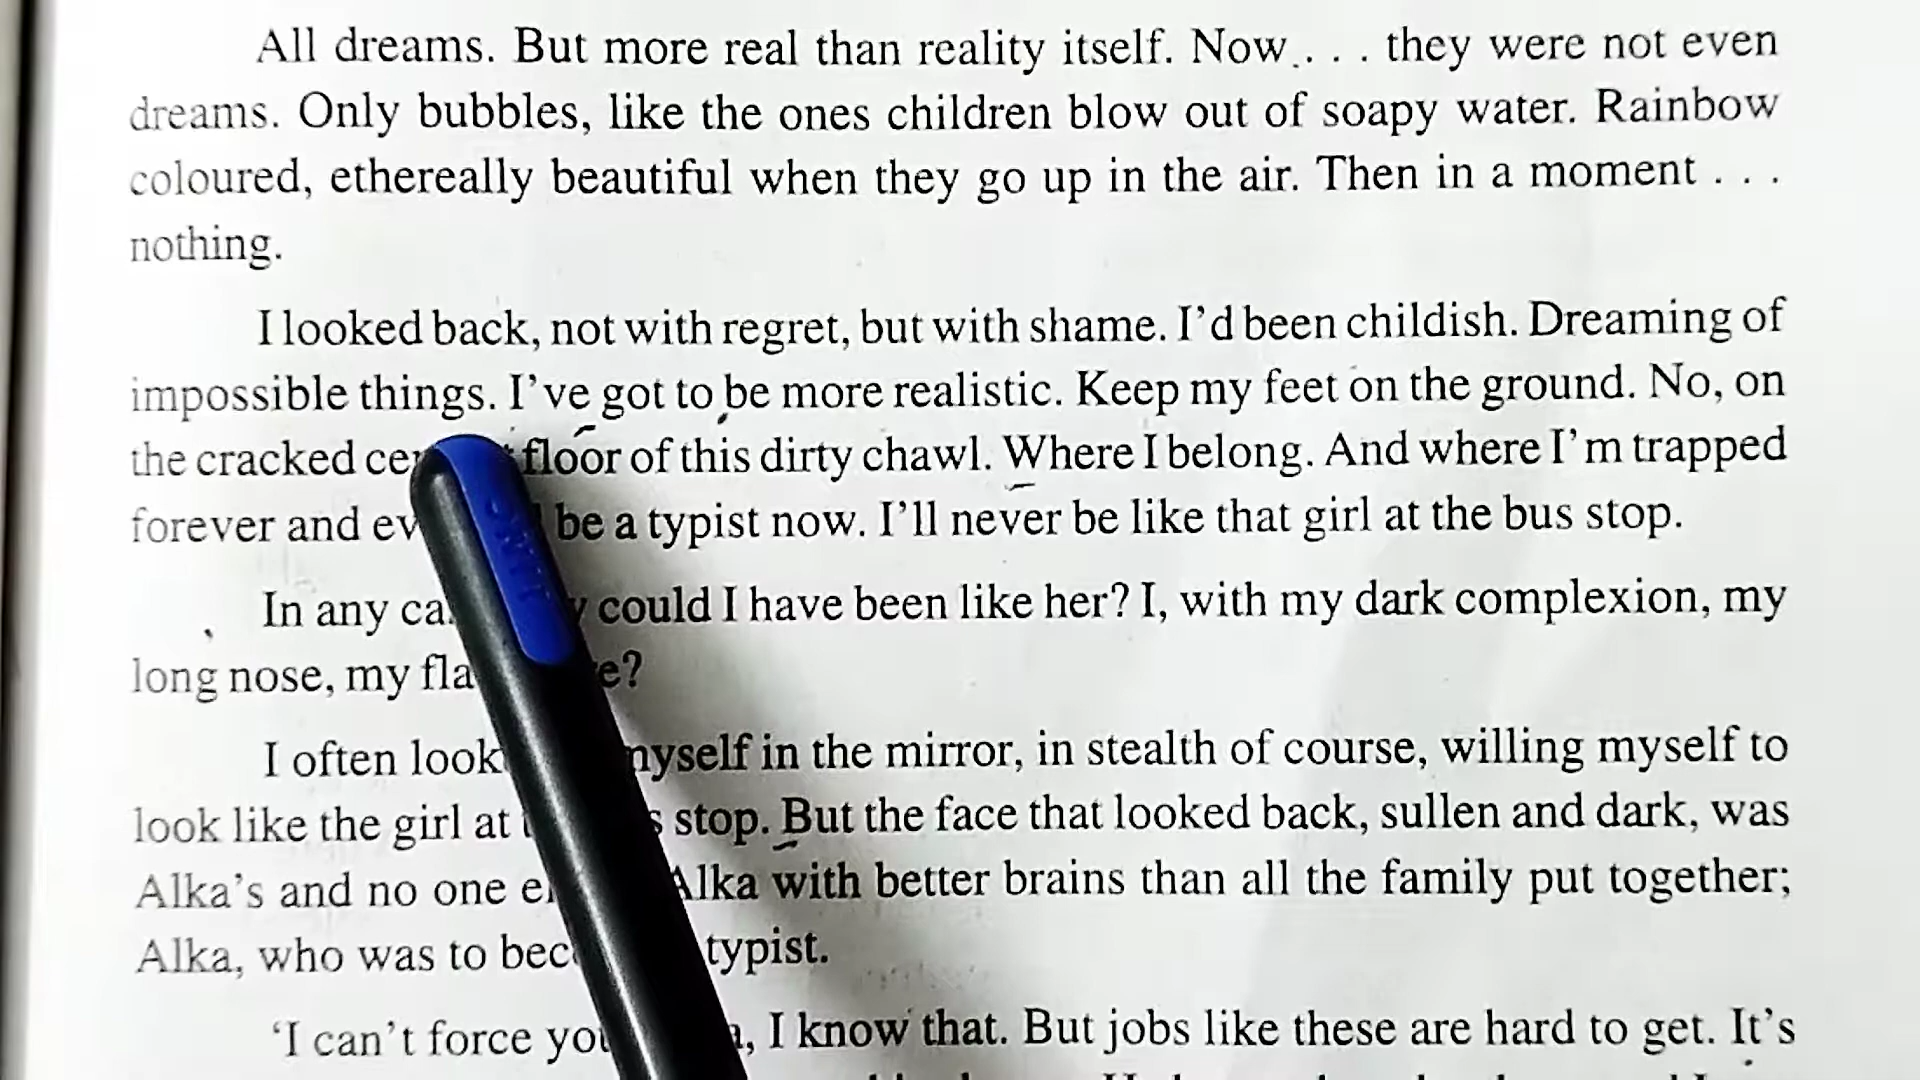 All dreams. But more real than reality itself. Now . . . they were not even
dreams. Only bubbles, like the ones children blow out of soapy water. Rainbow
coloured, ethereally beautiful when they go up in the air. Then in a moment . . .
nothing.
I looked back, not with regret, but with shame. I’d been childish. Dreaming of
impossible things. I’ve got to be more realistic. Keep my feet on the ground. No, on
the cracked floor of this dirty chawl. Where I belong. And where I’m trapped
forever and be a typist now. I’ll never be like that girl at the bus stop.
In any could I have been like her? I, with my dark complexion, my
long nose, my
I often myself in the mirror, in stealth of course, willing myself to
look like the girl at stop. But the face that looked back, sullen and dark, was
Alka’s and no one Alka with better brains than all the family put together;
Alka, who was to typist.
‘I can’t force I know that. But jobs like these are hard to get. It’s